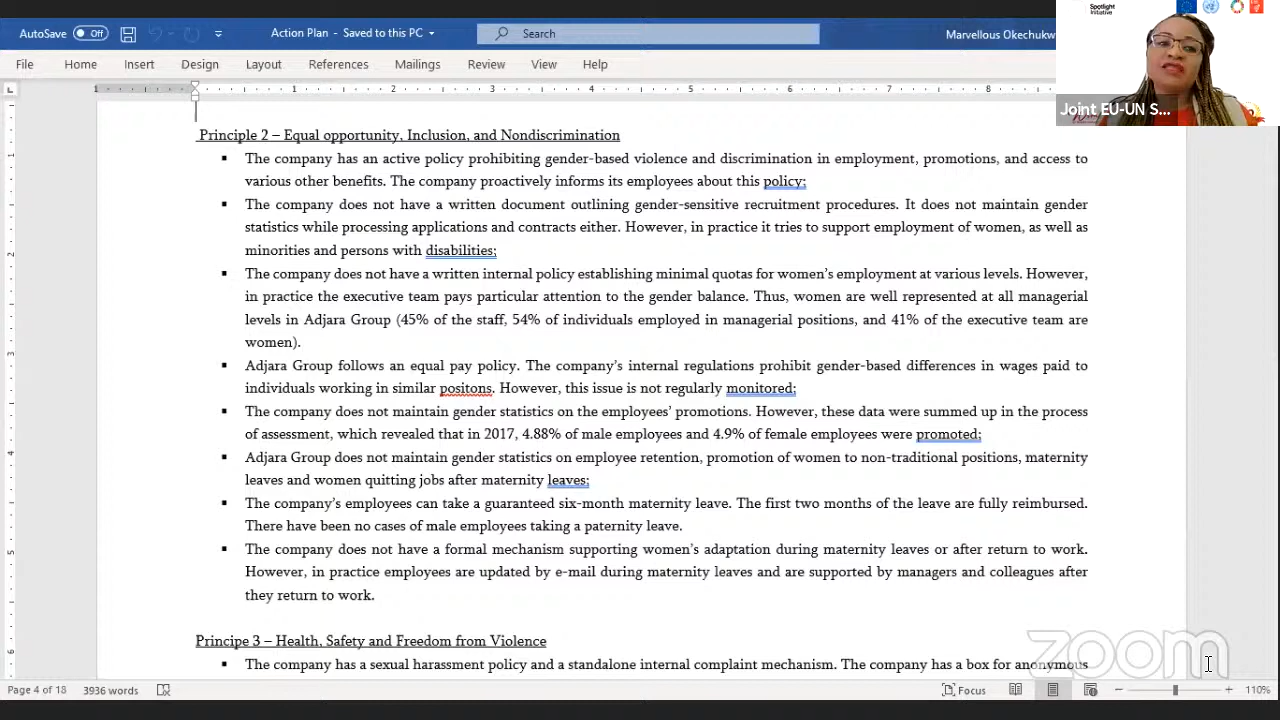 Spotlight
Initiative
AutoSave Off
Action Plan - Saved to this PC
Search
Marvellous Okechukw
File Home Insert Design Layout References Mailings Review View Help
Joint EU-UN S...
1 1 2 3 4 5 6 7 8
Principle 2 – Equal opportunity, Inclusion, and Nondiscrimination
▪ The company has an active policy prohibiting gender-based violence and discrimination in employment, promotions, and access to
various other benefits. The company proactively informs its employees about this policy;
▪ The company does not have a written document outlining gender-sensitive recruitment procedures. It does not maintain gender
statistics while processing applications and contracts either. However, in practice it tries to support employment of women, as well as
minorities and persons with disabilities;
▪ The company does not have a written internal policy establishing minimal quotas for women's employment at various levels. However,
in practice the executive team pays particular attention to the gender balance. Thus, women are well represented at all managerial
levels in Adjara Group (45% of the staff, 54% of individuals employed in managerial positions, and 41% of the executive team are
women).
▪ Adjara Group follows an equal pay policy. The company's internal regulations prohibit gender-based differences in wages paid to
individuals working in similar positons. However, this issue is not regularly monitored;
▪ The company does not maintain gender statistics on the employees' promotions. However, these data were summed up in the process
of assessment, which revealed that in 2017, 4.88% of male employees and 4.9% of female employees were promoted;
▪ Adjara Group does not maintain gender statistics on employee retention, promotion of women to non-traditional positions, maternity
leaves and women quitting jobs after maternity leaves;
▪ The company's employees can take a guaranteed six-month maternity leave. The first two months of the leave are fully reimbursed.
There have been no cases of male employees taking a paternity leave.
▪ The company does not have a formal mechanism supporting women's adaptation during maternity leaves or after return to work.
However, in practice employees are updated by e-mail during maternity leaves and are supported by managers and colleagues after
they return to work.
Principe 3 – Health, Safety and Freedom from Violence
▪ The company has a sexual harassment policy and a standalone internal complaint mechanism. The company has a box for anonymous
zoom
Page 4 of 18 3936 words Focus 110%